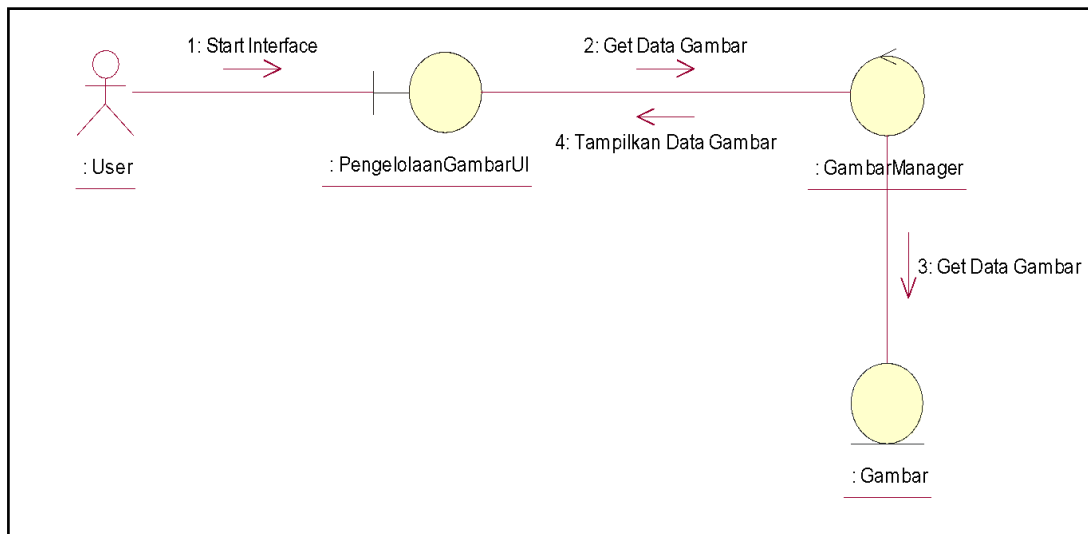 1: Start Interface
2: Get Data Gambar
4: Tampilkan Data Gambar
: User
: PengelolaanGambarUI
: GambarManager
3: Get Data Gambar
: Gambar